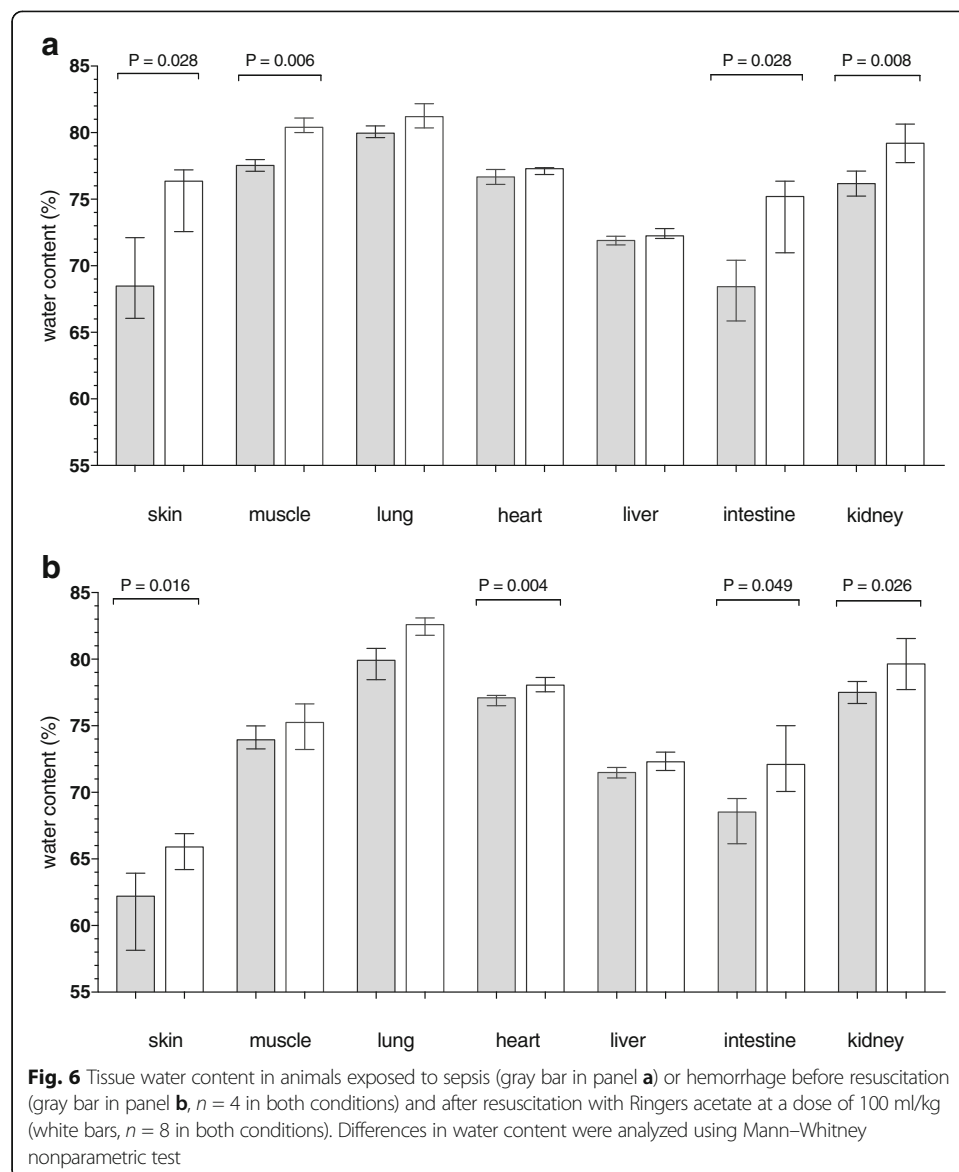 a
P = 0.028 P = 0.006 P = 0.028 P = 0.008
85
80
75
70
65
60
55
water content (%)
skin muscle lung heart liver intestine kidney
b
P = 0.016 P = 0.004 P = 0.049 P = 0.026
85
80
75
70
65
60
55
water content (%)
skin muscle lung heart liver intestine kidney
Fig. 6 Tissue water content in animals exposed to sepsis (gray bar in panel a) or hemorrhage before resuscitation
(gray bar in panel b, n = 4 in both conditions) and after resuscitation with Ringers acetate at a dose of 100 ml/kg
(white bars, n = 8 in both conditions). Differences in water content were analyzed using Mann–Whitney
nonparametric test